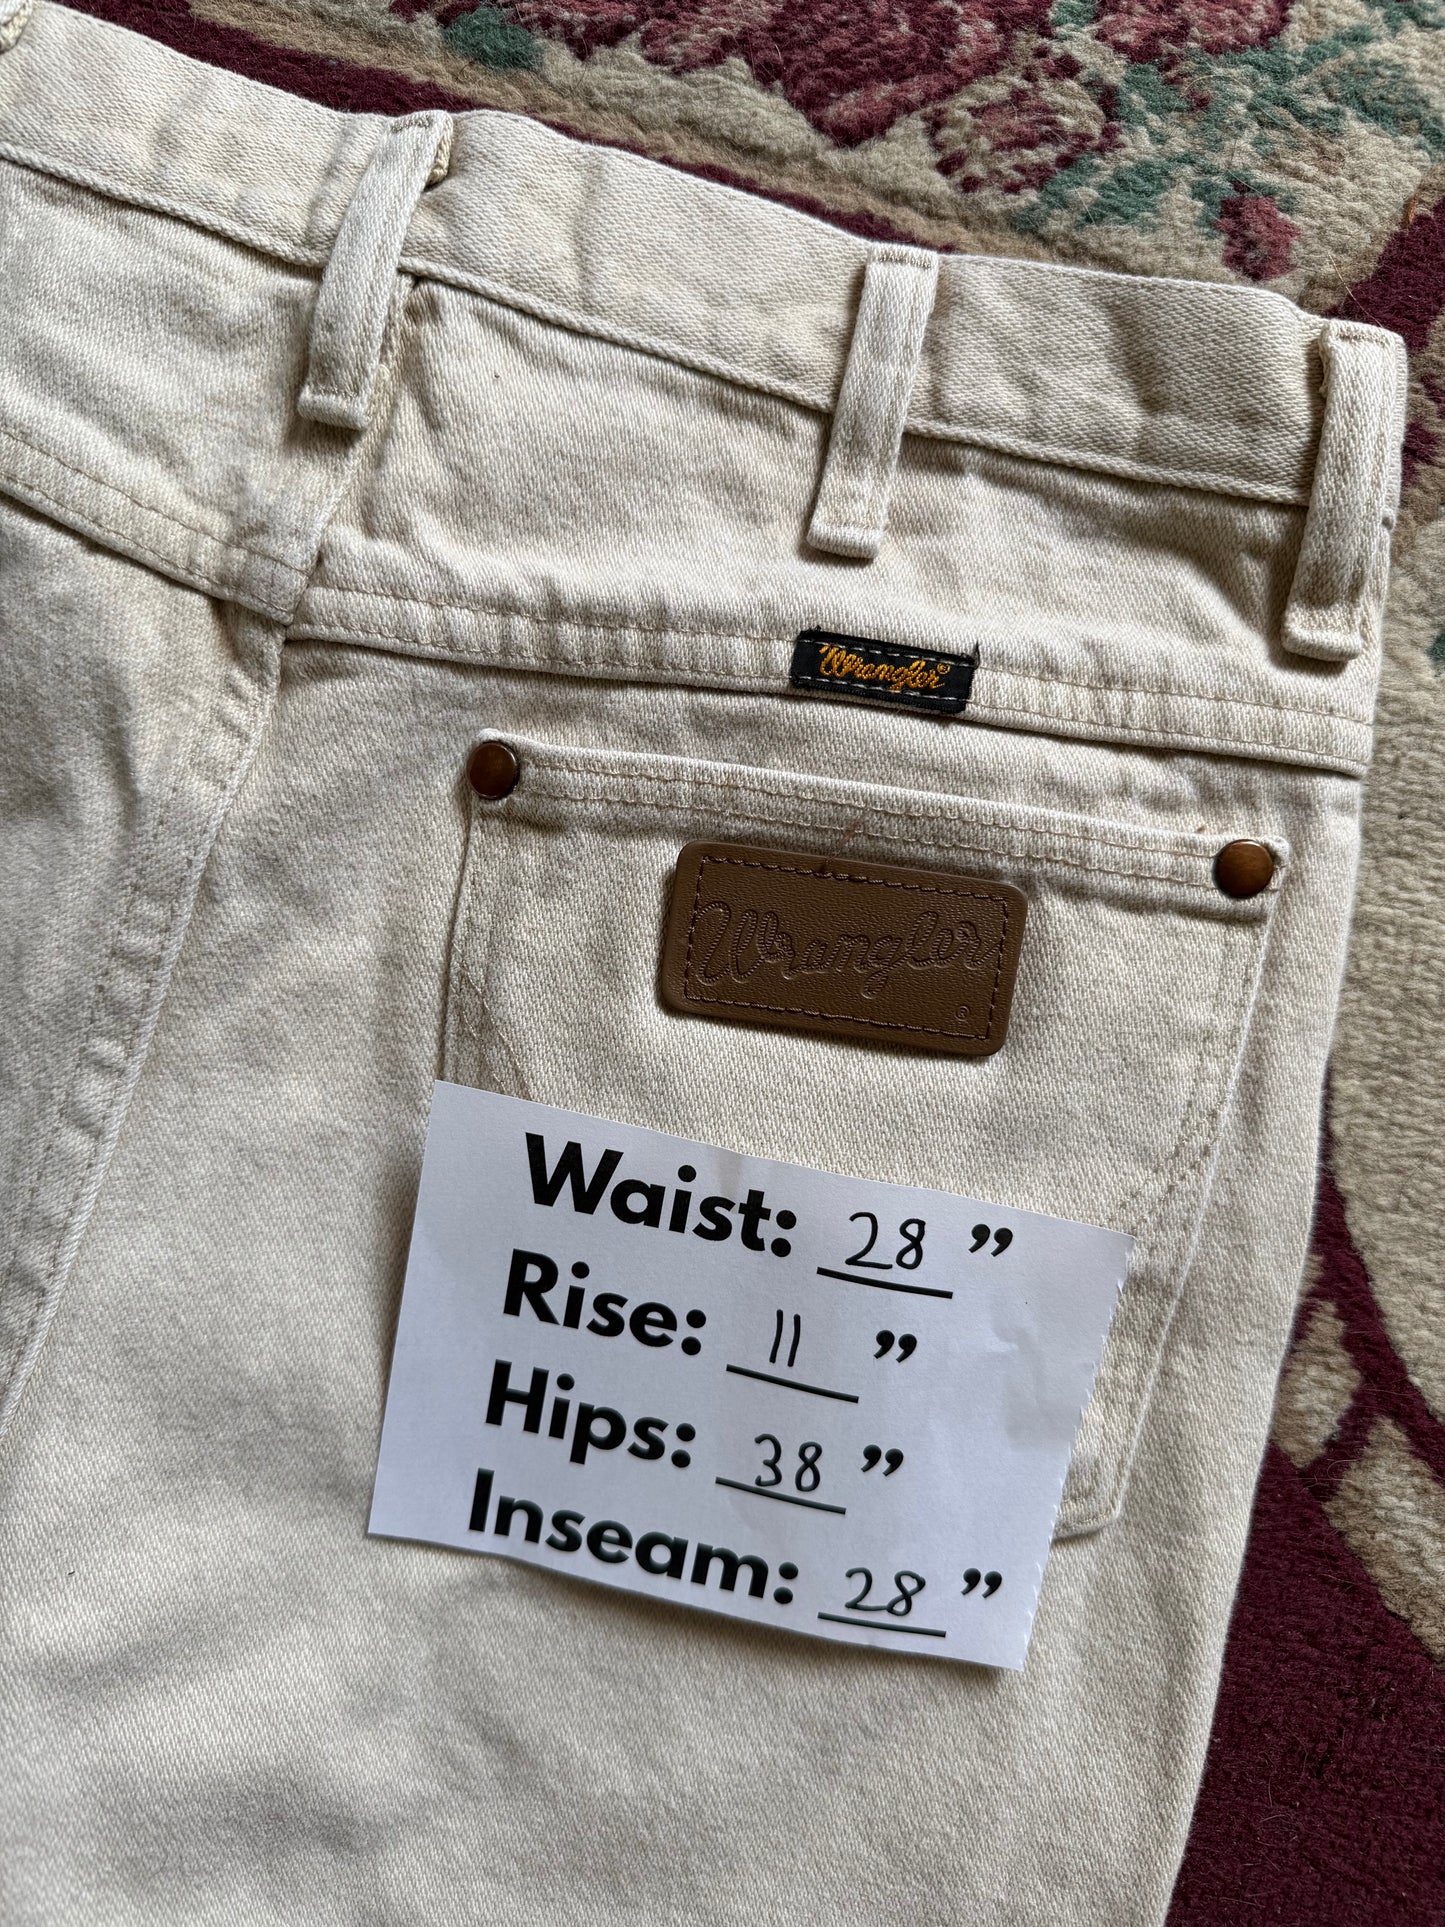 Wrangler®
Wrangler
®
Waist: 28 ”
Rise: 11 ”
Hips: 38 ”
Inseam: 28 ”